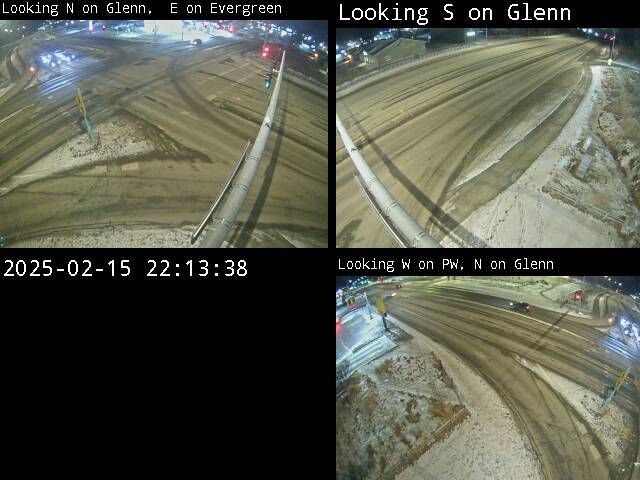 Looking N on Glenn, E on Evergreen
Looking S on Glenn
2025-02-15 22:13:38
Looking W on PW, N on Glenn